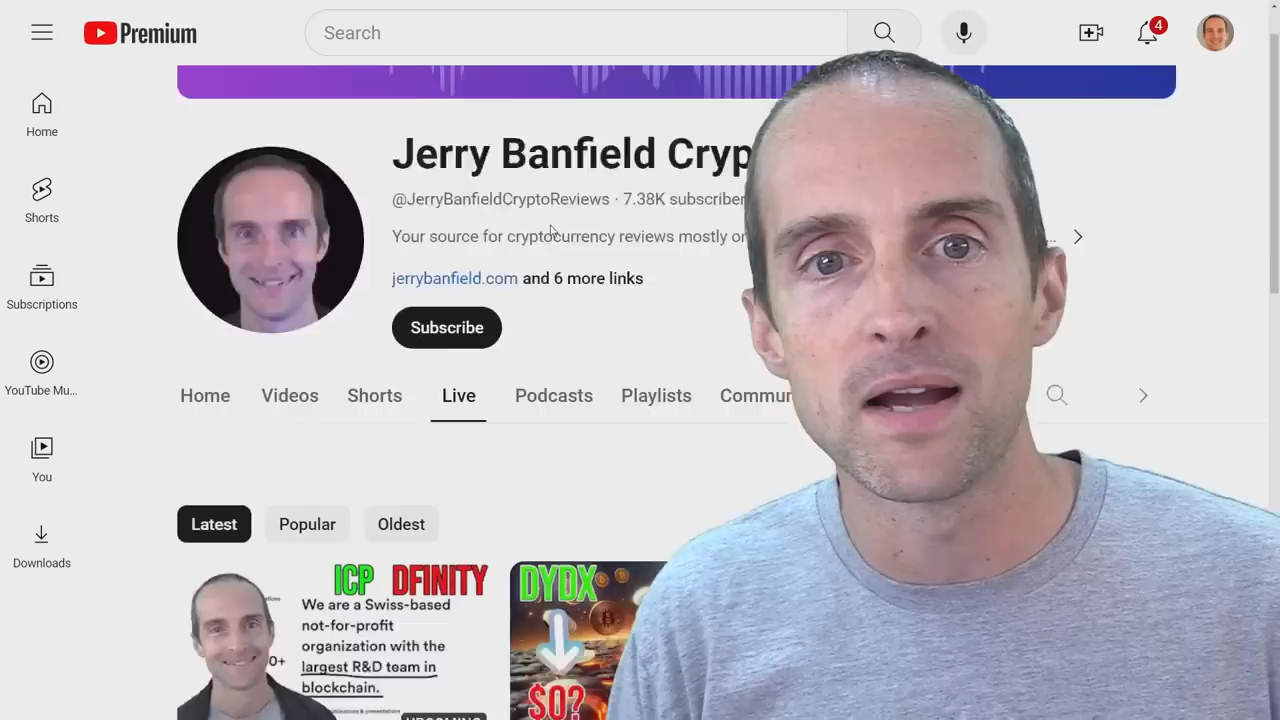 Premium
Search
4
Home
Shorts
Subscriptions
YouTube Mu...
You
Downloads
Jerry Banfield Cryp
@JerryBanfieldCryptoReviews · 7.38K subscriber
Your source for cryptocurrency reviews mostly on
...
jerrybanfield.com and 6 more links
Subscribe
Home Videos Shorts Live Podcasts Playlists Commun
Latest Popular Oldest
ICP DFINITY
We are a Swiss-based
not-for-profit
organization with the
0+ largest R&D team in
blockchain.
UPCOMING
DYDX
$0?